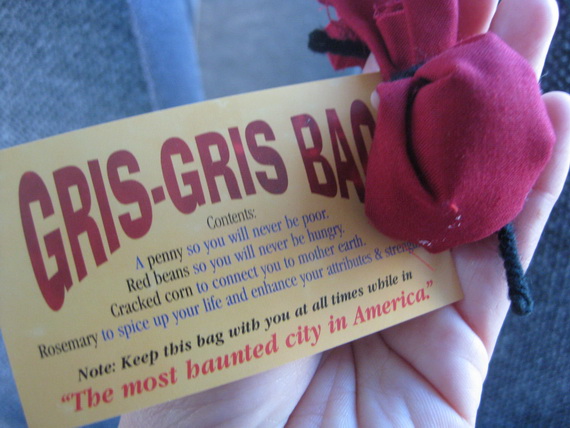 GRIS-GRIS BAG
Contents:
A penny so you will never be poor.
Red beans so you will never be hungry.
Cracked corn to connect you to mother earth.
Rosemary to spice up your life and enhance your attributes &
Note: Keep this bag with you at all times while in
"The most haunted city in America."